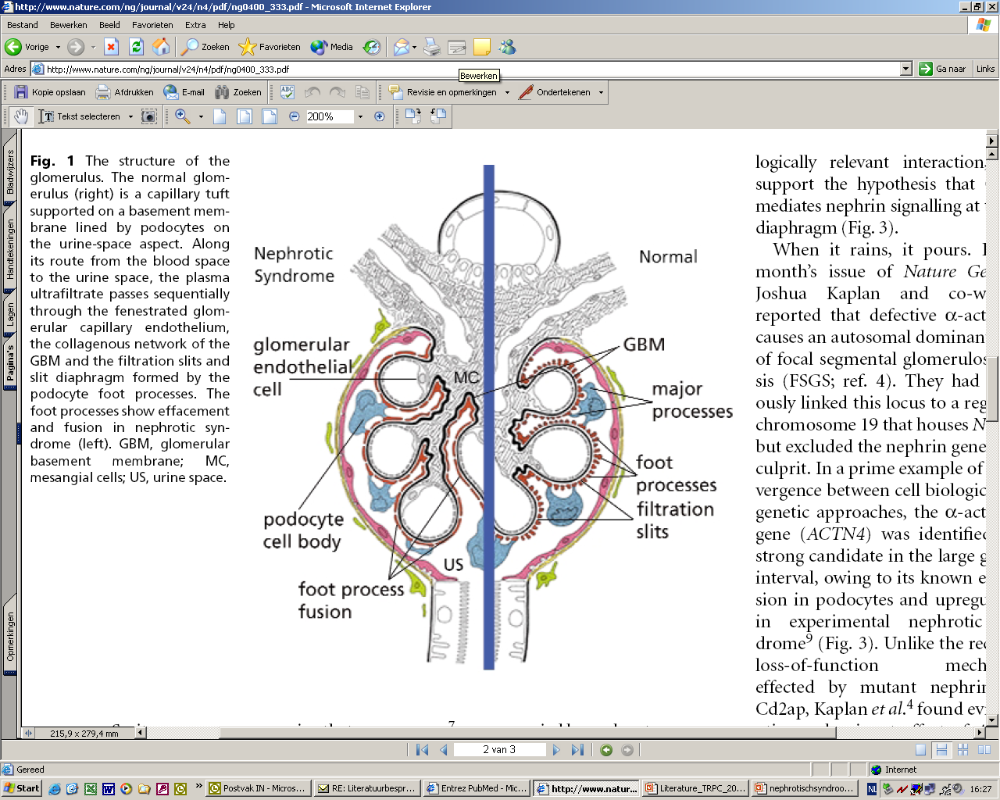 http://www.nature.com/ng/journal/v24/n4/pdf/ng0400_333.pdf - Microsoft Internet Explorer
Bestand Bewerken Beeld Favorieten Extra Help
Vorige Zoeken Favorieten Media
Adres http://www.nature.com/ng/journal/v24/n4/pdf/ng0400_333.pdf Ga naar Links
Bewerken
Kopie opslaan Afdrukken E-mail Zoeken Revisie en opmerkingen Ondertekenen
Tekst selecteren 200%
Bladwijzers
Handtekeningen
Lagen
Pagina's
Opmerkingen
Fig. 1 The structure of the
glomerulus. The normal glom-
erulus (right) is a capillary tuft
supported on a basement mem-
brane lined by podocytes on
the urine-space aspect. Along
its route from the blood space
to the urine space, the plasma
ultrafiltrate passes sequentially
through the fenestrated glom-
erular capillary endothelium,
the collagenous network of the
GBM and the filtration slits and
slit diaphragm formed by the
podocyte foot processes. The
foot processes show effacement
and fusion in nephrotic syn-
drome (left). GBM, glomerular
basement membrane; MC,
mesangial cells; US, urine space.
Nephrotic
Syndrome
Normal
glomerular
endothelial
cell
MC
GBM
major
processes
foot
processes
filtration
slits
podocyte
cell body
US
foot process
fusion
logically relevant interaction,
support the hypothesis that
mediates nephrin signalling at
diaphragm (Fig. 3).
When it rains, it pours.
month's issue of Nature Ge
Joshua Kaplan and co-w
reported that defective α-act
causes an autosomal dominan
of focal segmental glomerulos
sis (FSGS; ref. 4). They had
ously linked this locus to a reg
chromosome 19 that houses N
but excluded the nephrin gene
culprit. In a prime example of
vergence between cell biologic
genetic approaches, the α-act
gene (ACTN4) was identified
strong candidate in the large g
interval, owing to its known e
sion in podocytes and upregu
in experimental nephrotic
drome9 (Fig. 3). Unlike the re
loss-of-function mech
effected by mutant nephrin
Cd2ap, Kaplan et al.4 found evi
215,9 x 279,4 mm
2 van 3
Gereed Internet
Start Postvak IN - Micros... RE: Literatuurbespr... Entrez PubMed - Mic... http://www.natur... Literature_TRPC_20... nephrotischsyndroo... NL 16:27